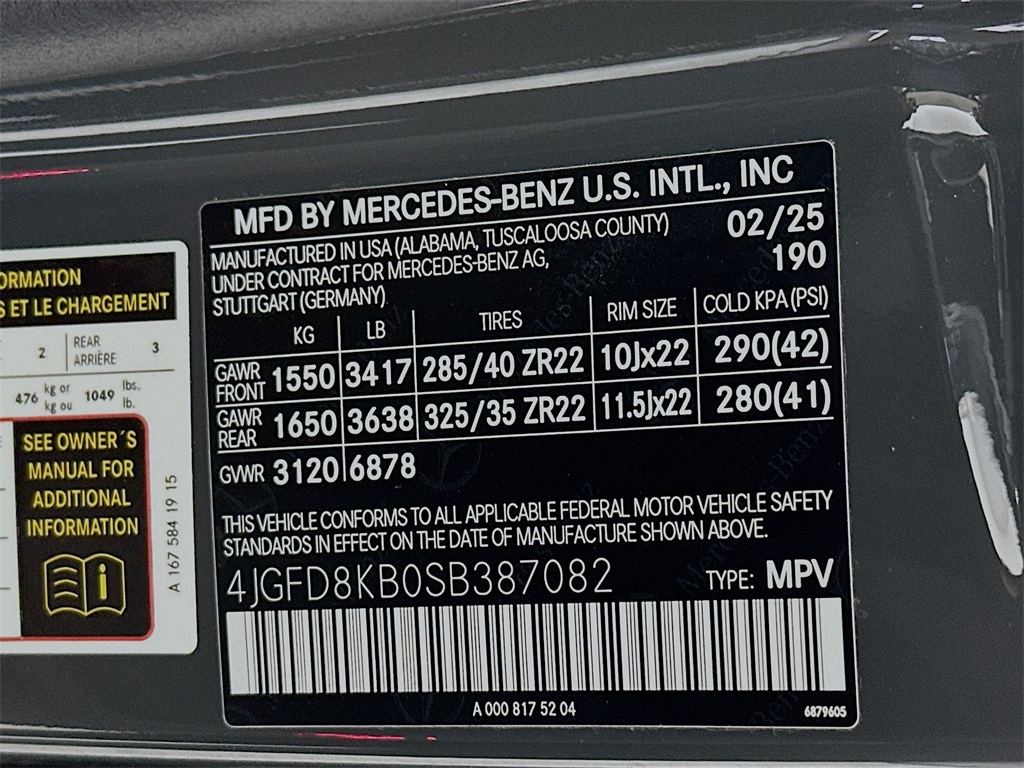 ORMATION
S ET LE CHARGEMENT
2 REAR ARRIÈRE 3
476 kg or kg ou 1049 lbs. lb.
SEE OWNER´S
MANUAL FOR
ADDITIONAL
INFORMATION
i
A 167 584 19 15
MFD BY MERCEDES-BENZ U.S. INTL., INC
MANUFACTURED IN USA (ALABAMA, TUSCALOOSA COUNTY) 02/25
UNDER CONTRACT FOR MERCEDES-BENZ AG, 190
STUTTGART (GERMANY)
KG LB TIRES RIM SIZE COLD KPA (PSI)
GAWR FRONT 1550 3417 285/40 ZR22 10Jx22 290(42)
GAWR REAR 1650 3638 325/35 ZR22 11.5Jx22 280(41)
GVWR 3120 6878
THIS VEHICLE CONFORMS TO ALL APPLICABLE FEDERAL MOTOR VEHICLE SAFETY
STANDARDS IN EFFECT ON THE DATE OF MANUFACTURE SHOWN ABOVE.
4JGFD8KB0SB387082 TYPE: MPV
A 000 817 52 04 6879605